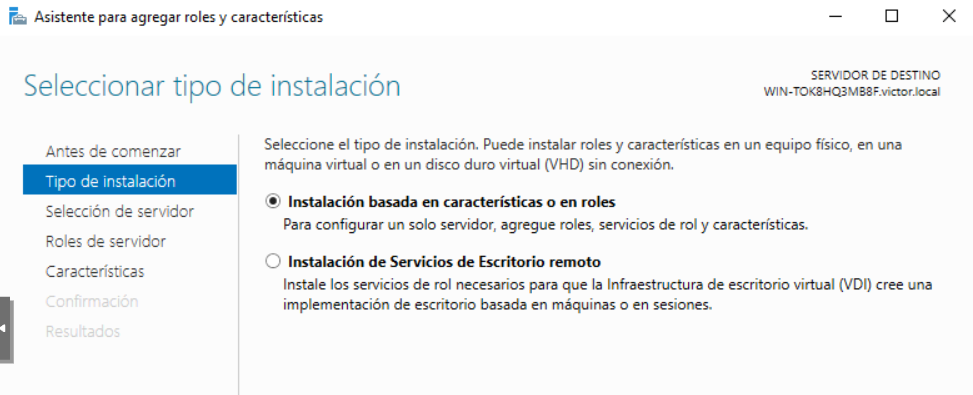 Asistente para agregar roles y características
Seleccionar tipo de instalación
SERVIDOR DE DESTINO
WIN-TOK8HQ3MB8F.victor.local
Antes de comenzar
Tipo de instalación
Selección de servidor
Roles de servidor
Características
Confirmación
Resultados
Seleccione el tipo de instalación. Puede instalar roles y características en un equipo físico, en una
máquina virtual o en un disco duro virtual (VHD) sin conexión.
Instalación basada en características o en roles
Para configurar un solo servidor, agregue roles, servicios de rol y características.
Instalación de Servicios de Escritorio remoto
Instale los servicios de rol necesarios para que la Infraestructura de escritorio virtual (VDI) cree una
implementación de escritorio basada en máquinas o en sesiones.